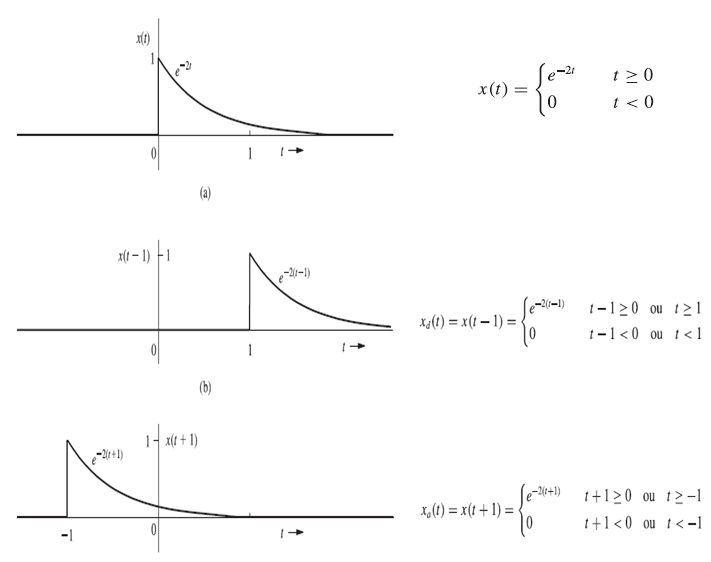 x(t)
1
e^{−2t}
0 1 t →
(a)
x(t) = { e^{−2t} t ≥ 0
0 t < 0
x(t − 1) 1
e^{−2(t−1)}
0 1 t →
(b)
x_d(t) = x(t − 1) = { e^{−2(t−1)} t − 1 ≥ 0 ou t ≥ 1
0 t − 1 < 0 ou t < 1
1 x(t + 1)
e^{−2(t+1)}
−1 0 t →
x_a(t) = x(t + 1) = { e^{−2(t+1)} t + 1 ≥ 0 ou t ≥ −1
0 t + 1 < 0 ou t < −1